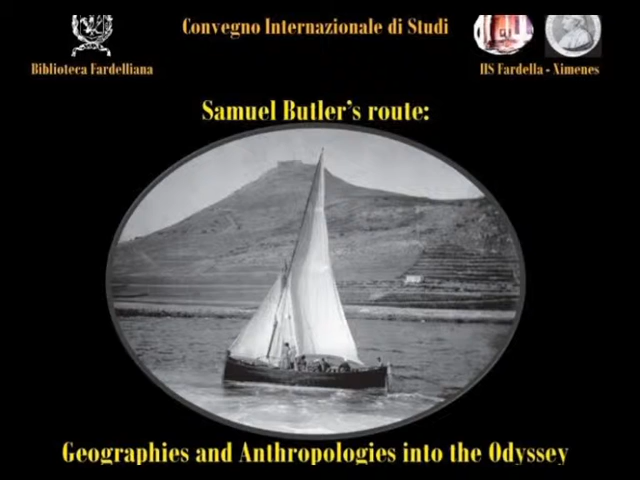 Convegno Internazionale di Studi
Biblioteca Fardelliana
IIS Fardella - Ximenes
Samuel Butler's route:
Geographies and Anthropologies into the Odyssey